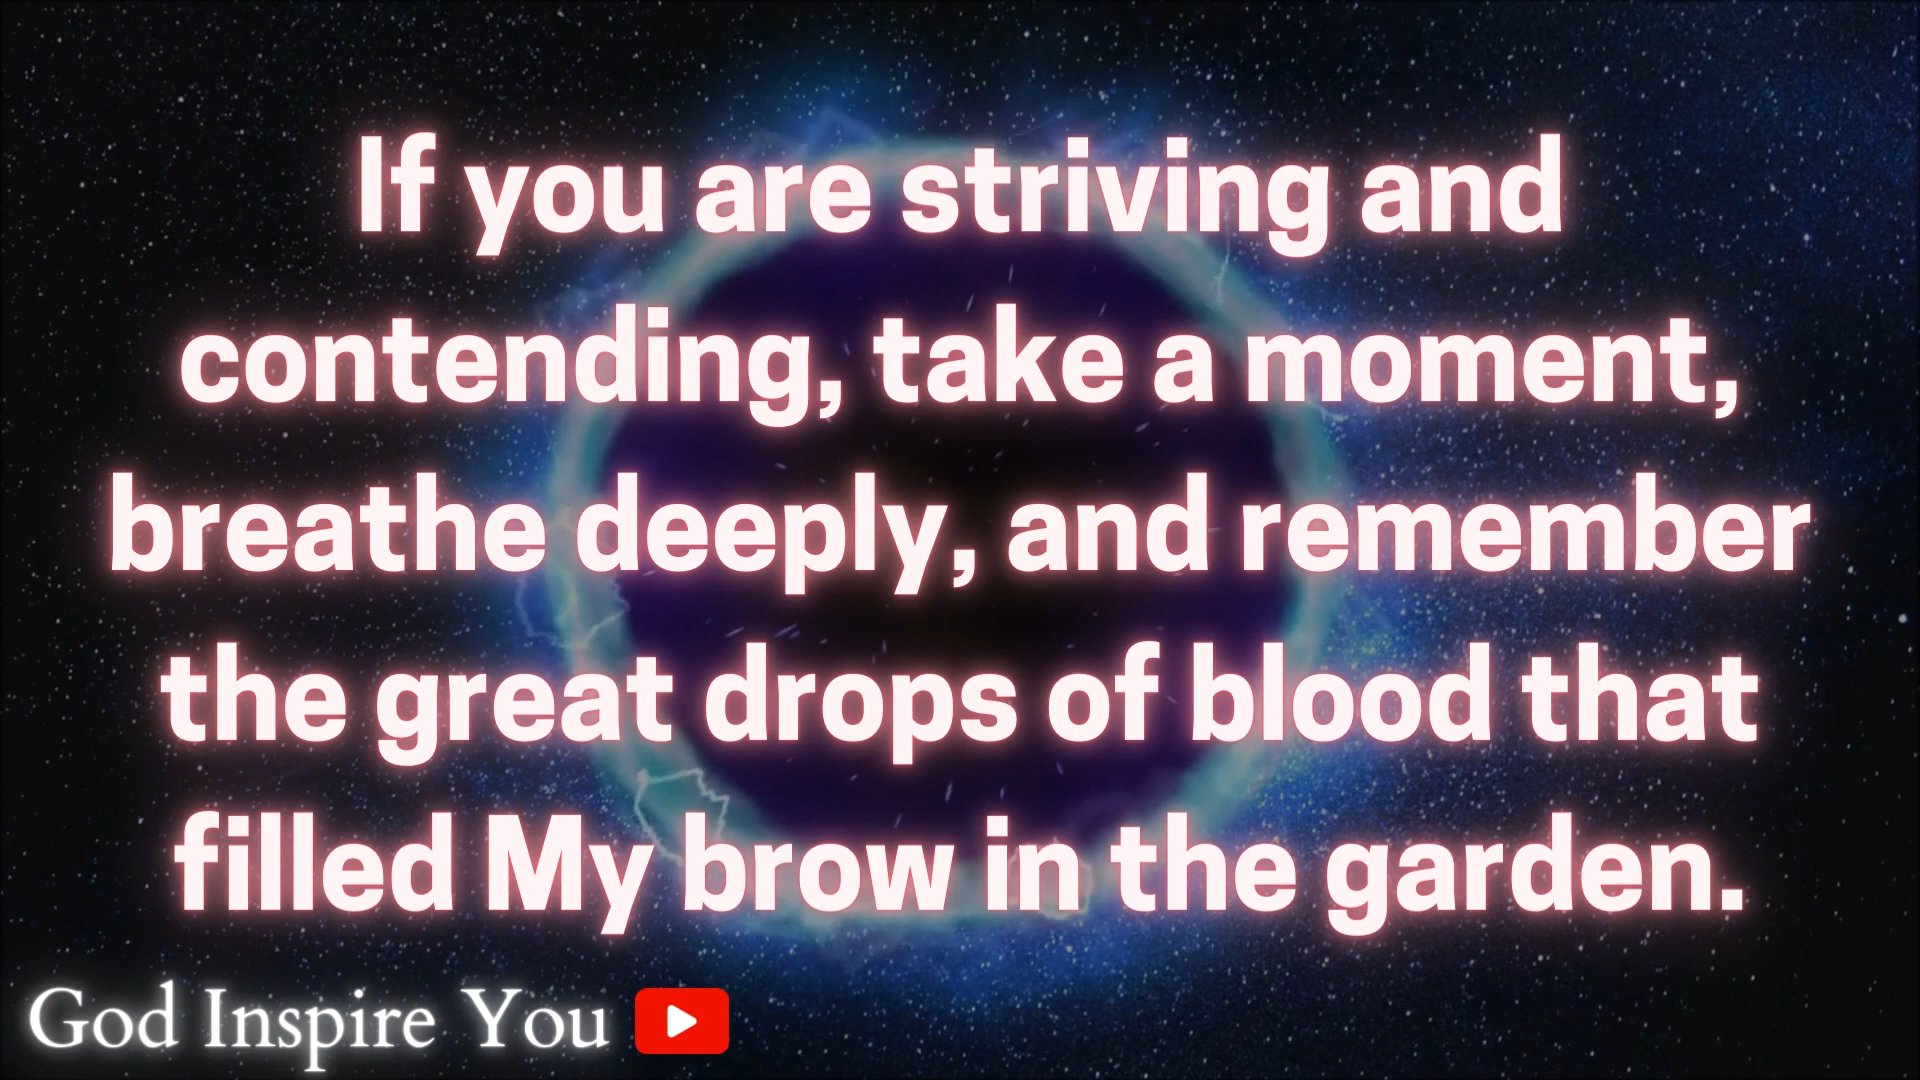 If you are striving and
contending, take a moment,
breathe deeply, and remember
the great drops of blood that
filled My brow in the garden.
God Inspire You